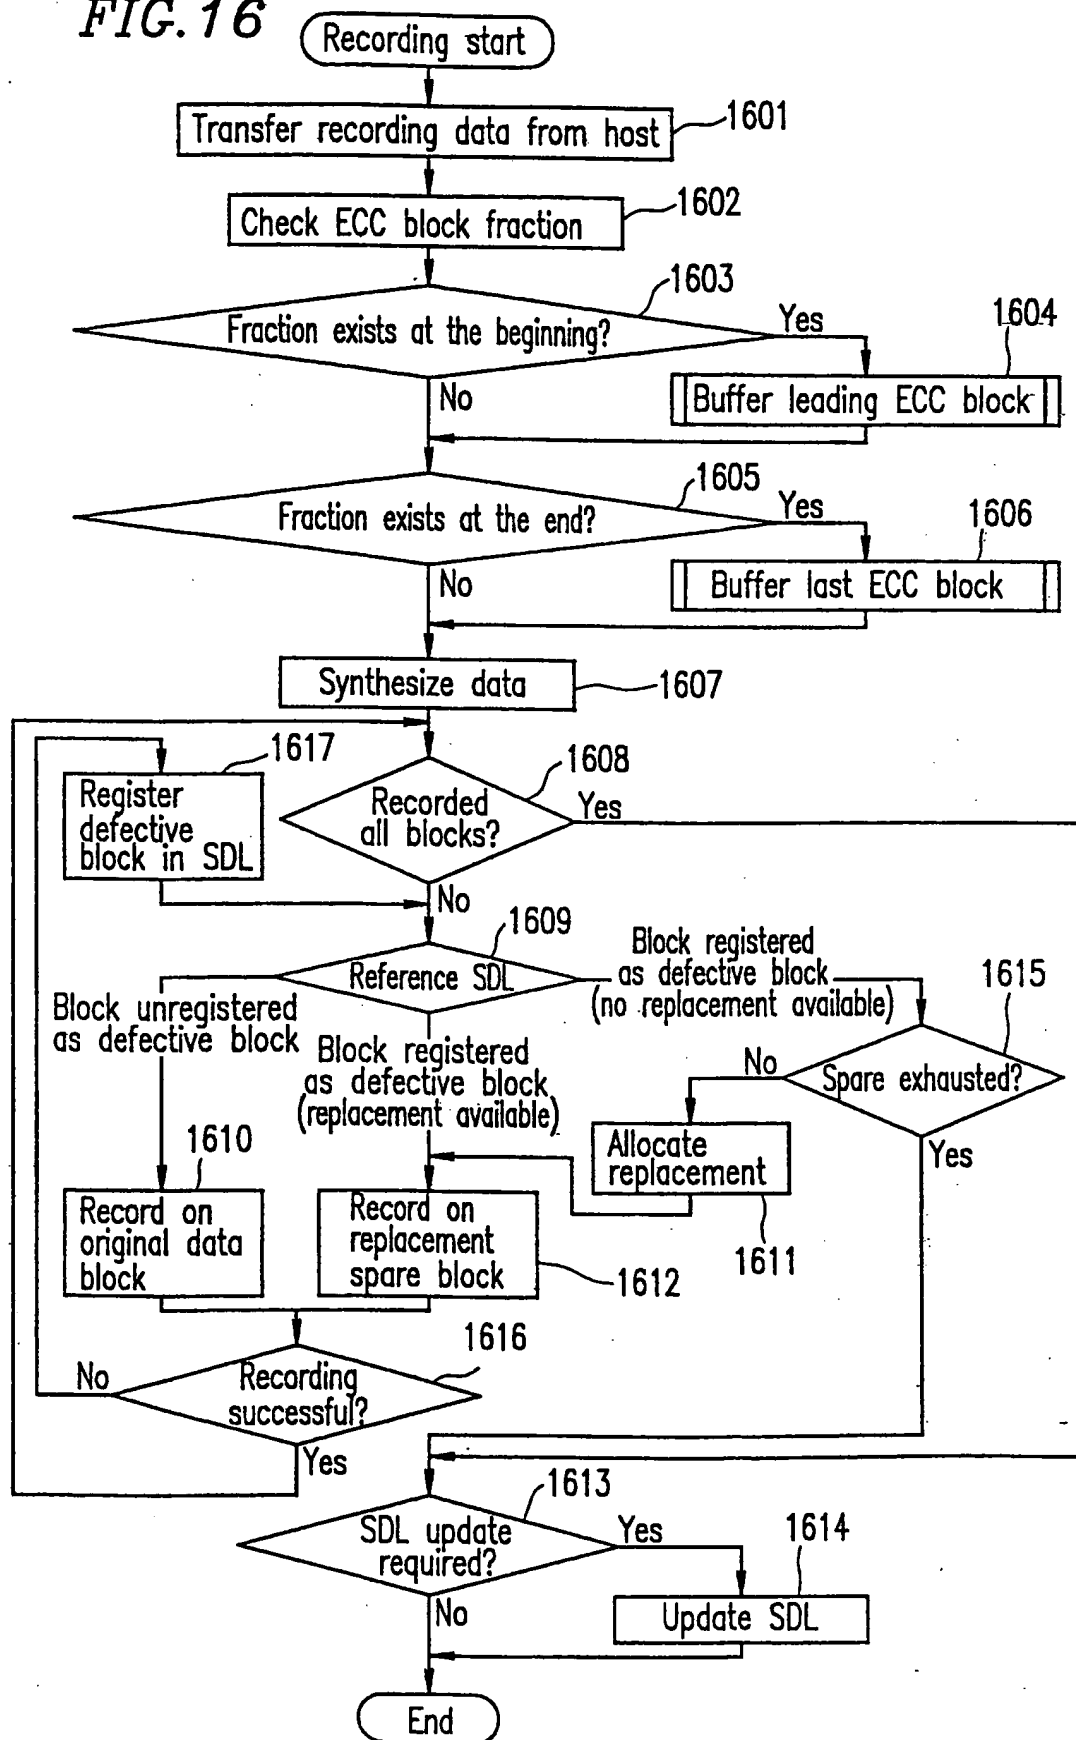 FIG. 16
Recording start
Transfer recording data from host
1601
Check ECC block fraction
1602
1603
Fraction exists at the beginning?
Yes
1604
Buffer leading ECC block
No
1605
Fraction exists at the end?
Yes
1606
Buffer last ECC block
No
Synthesize data
1607
1617
Register
defective
block in SDL
1608
Recorded
all blocks?
Yes
No
1609
Reference SDL
Block registered
as defective block
(no replacement available)
1615
Block unregistered
as defective block
Block registered
as defective block
(replacement available)
No
Spare exhausted?
Yes
Allocate
replacement
1611
1610
Record on
original data
block
Record on
replacement
spare block
1612
1616
No
Recording
successful?
Yes
1613
SDL update
required?
Yes
1614
Update SDL
No
End